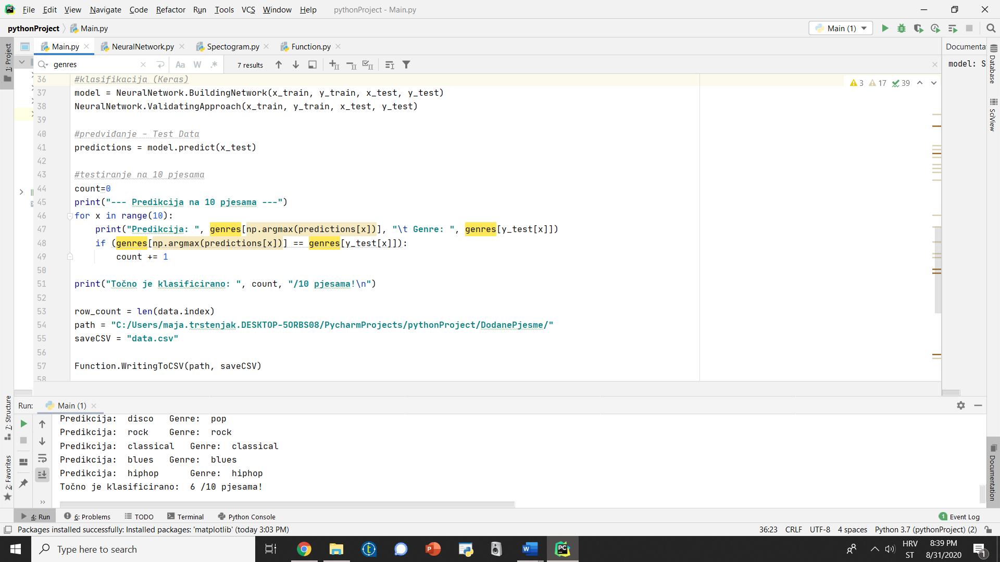 File Edit View Navigate Code Refactor Run Tools VCS Window Help pythonProject - Main.py
pythonProject Main.py Main (1)
1: Project Main.py NeuralNetwork.py Spectogram.py Function.py
genres Aa W .* 7 results
36 #klasifikacija (Keras) 3 17 39
37 model = NeuralNetwork.BuildingNetwork(x_train, y_train, x_test, y_test)
38 NeuralNetwork.ValidatingApproach(x_train, y_train, x_test, y_test)
39
40 #predviđanje - Test Data
41 predictions = model.predict(x_test)
42
43 #testiranje na 10 pjesama
44 count=0
45 print("--- Predikcija na 10 pjesama ---")
46 for x in range(10):
47 print("Predikcija: ", genres[np.argmax(predictions[x])], "\t Genre: ", genres[y_test[x]])
48 if (genres[np.argmax(predictions[x])] == genres[y_test[x]]):
49 count += 1
50
51 print("Točno je klasificirano: ", count, "/10 pjesama!\n")
52
53 row_count = len(data.index)
54 path = "C:/Users/maja.trstenjak.DESKTOP-5ORBS08/PycharmProjects/pythonProject/DodanePjesme/"
55 saveCSV = "data.csv"
56
57 Function.WritingToCSV(path, saveCSV)
58
Documenta
model: S
Database
SciView
Documentation
7: Structure
2: Favorites
Run: Main (1)
Predikcija: disco Genre: pop
Predikcija: rock Genre: rock
Predikcija: classical Genre: classical
Predikcija: blues Genre: blues
Predikcija: hiphop Genre: hiphop
Točno je klasificirano: 6 /10 pjesama!
4: Run 6: Problems TODO Terminal Python Console 1 Event Log
Packages installed successfully: Installed packages: 'matplotlib' (today 3:03 PM) 36:23 CRLF UTF-8 4 spaces Python 3.7 (pythonProject) (2)
Type here to search
HRV
ST
8:39 PM
8/31/2020
1